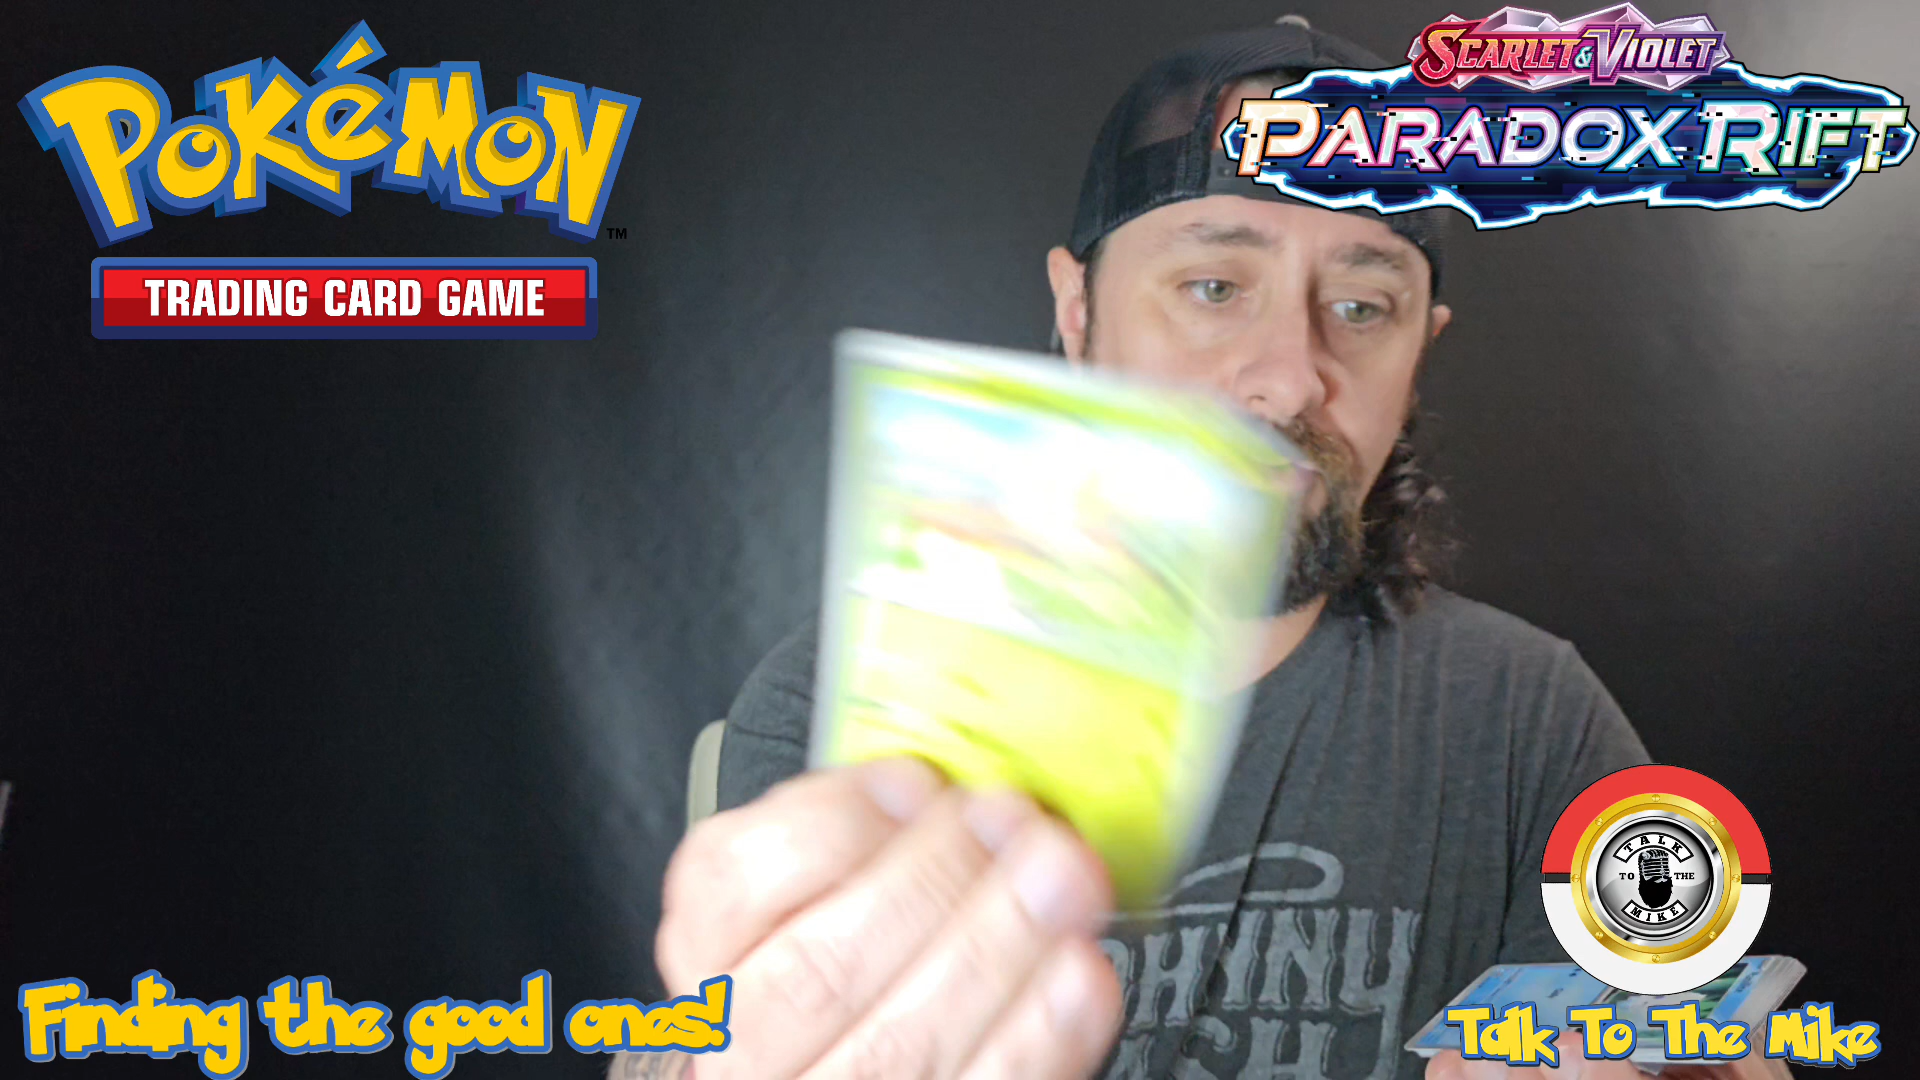 POKéMON
TM
TRADING CARD GAME
SCARLET & VIOLET
PARADOX RIFT
TALK
TO THE
MIKE
Finding the good ones!
Talk To The Mike